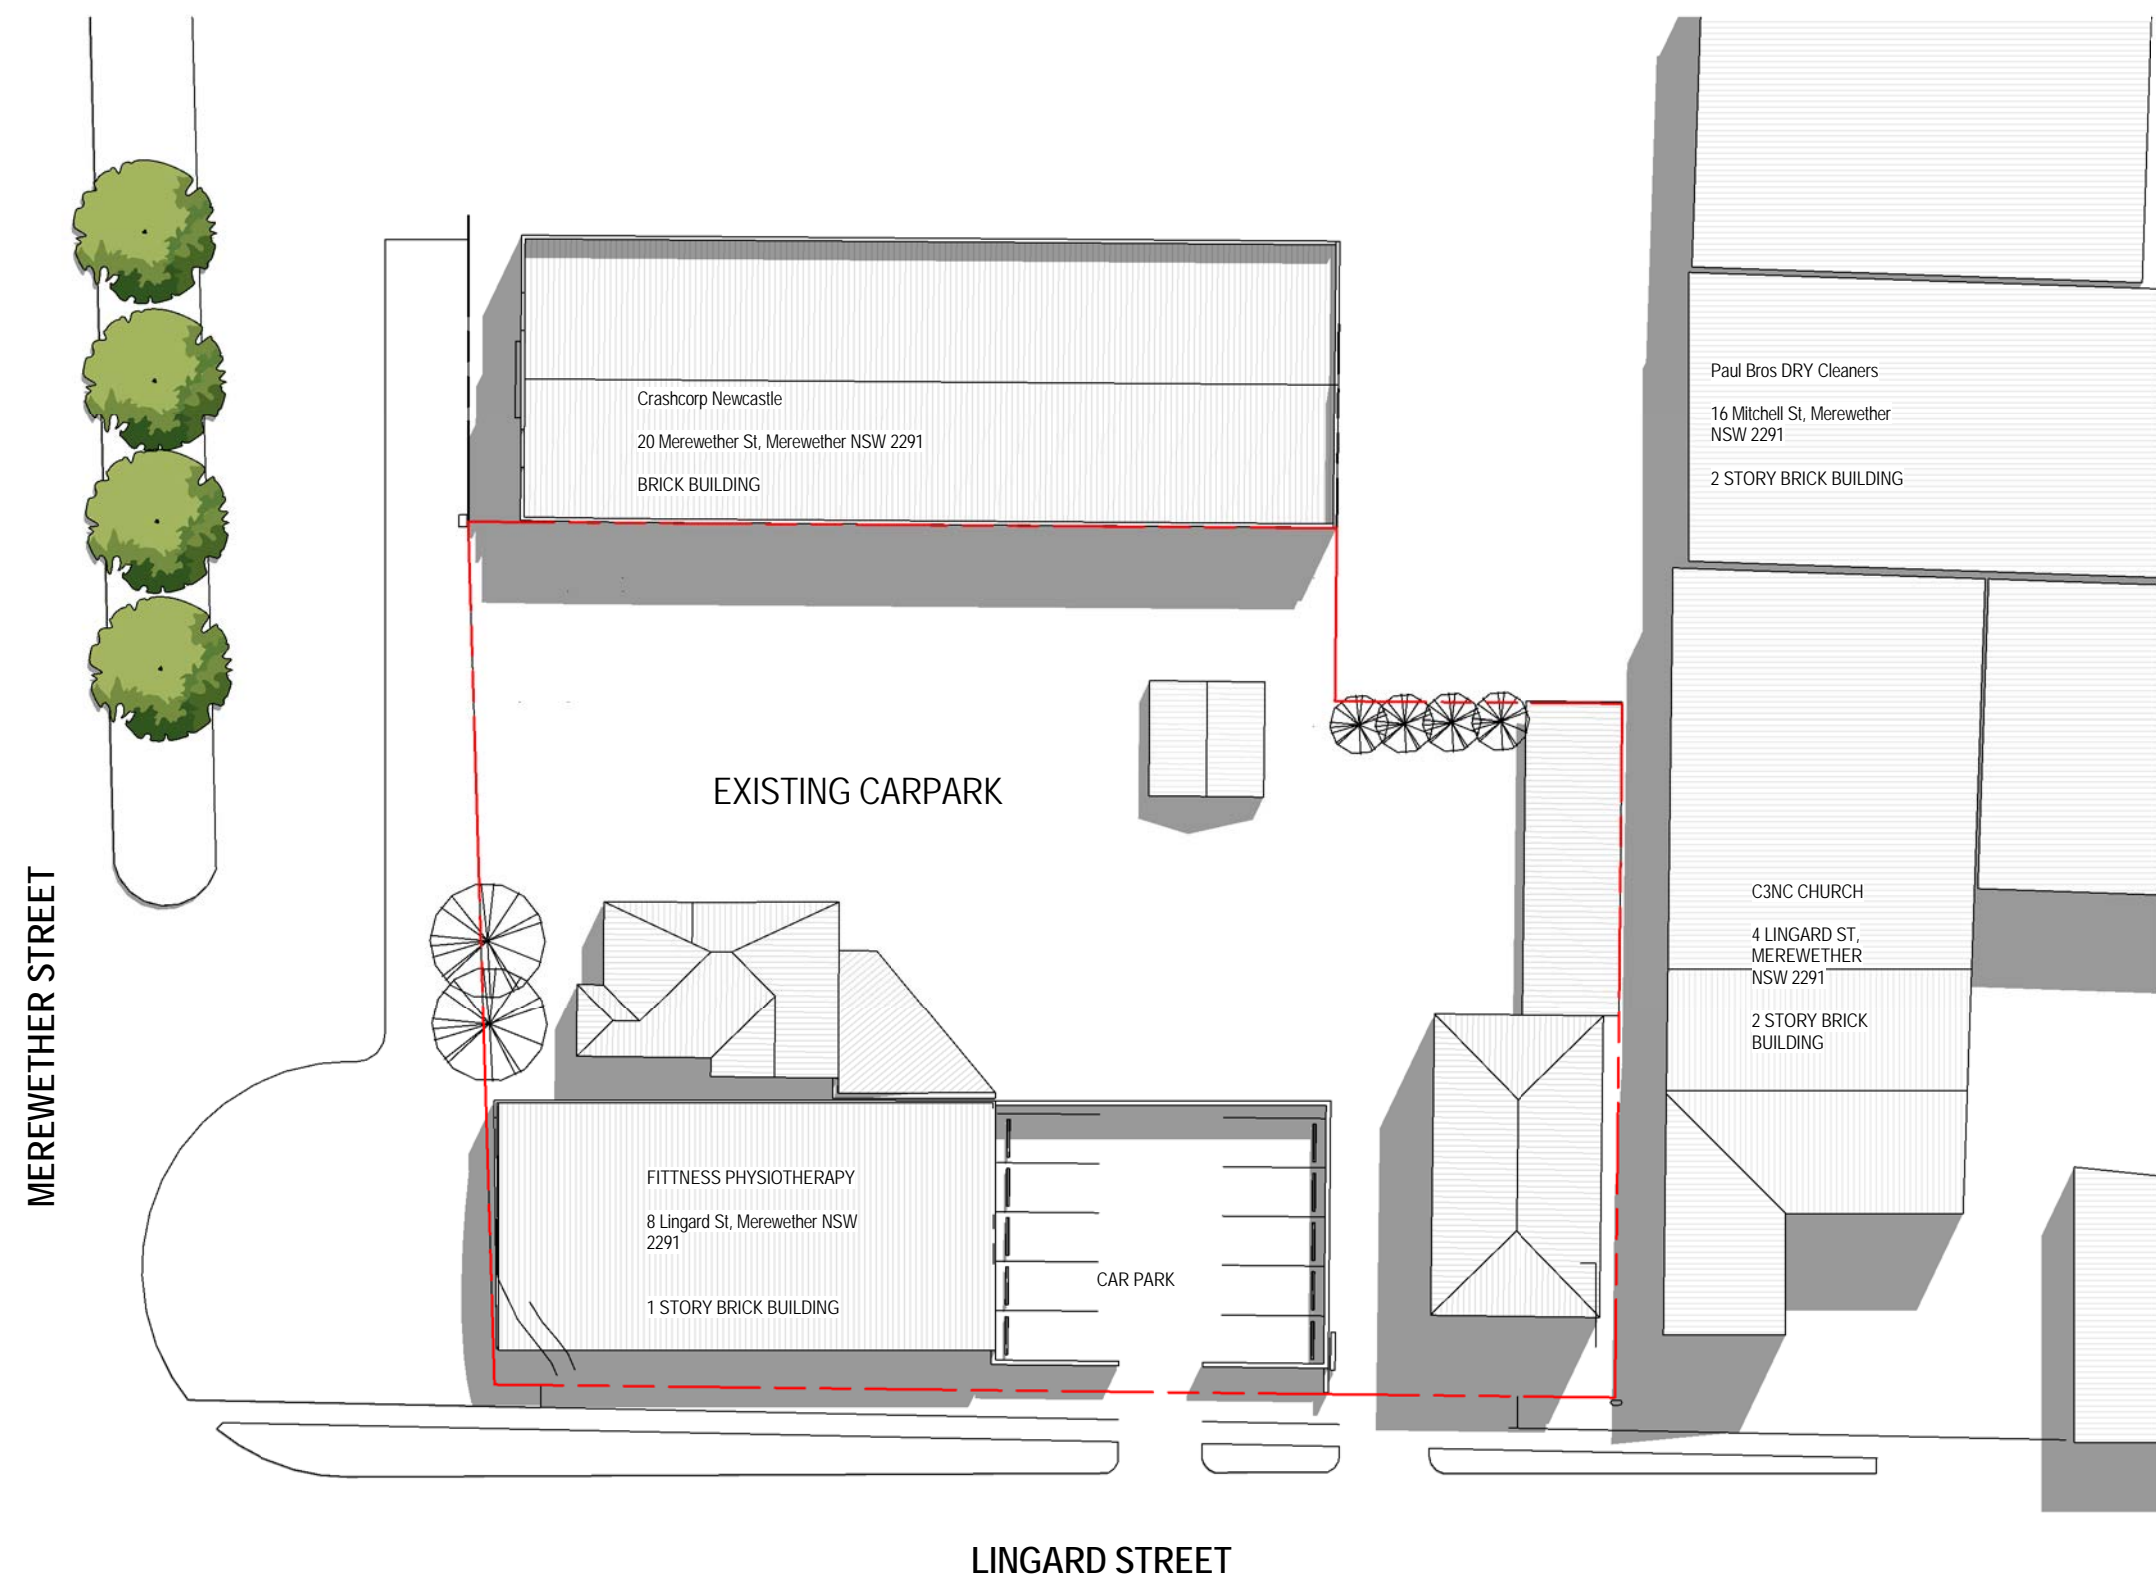 Crashcorp Newcastle
20 Merewether St, Merewether NSW 2291
BRICK BUILDING
Paul Bros DRY Cleaners
16 Mitchell St, Merewether
NSW 2291
2 STORY BRICK BUILDING
EXISTING CARPARK
MEREWETHER STREET
C3NC CHURCH
4 LINGARD ST,
MEREWETHER
NSW 2291
2 STORY BRICK
BUILDING
FITTNESS PHYSIOTHERAPY
8 Lingard St, Merewether NSW
2291
1 STORY BRICK BUILDING
CAR PARK
LINGARD STREET